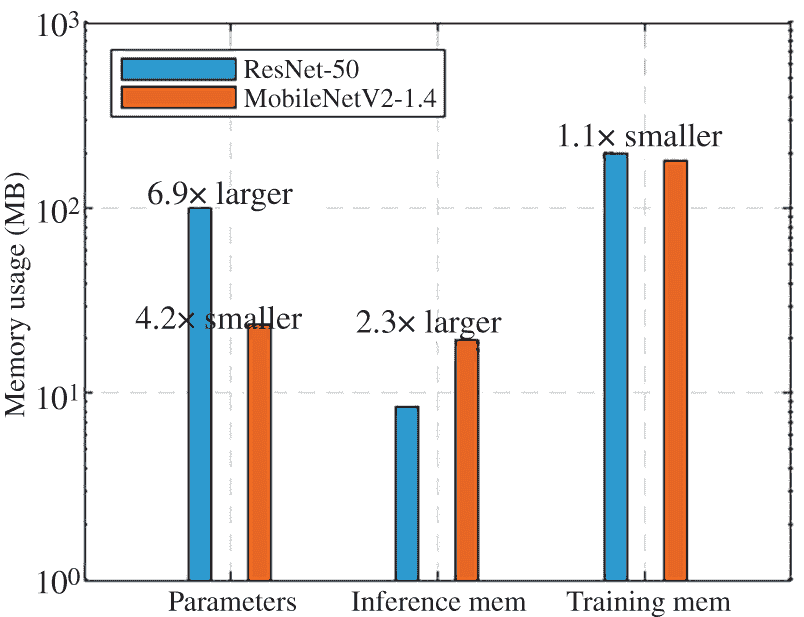 10³
ResNet-50
MobileNetV2-1.4
1.1× smaller
6.9× larger
10²
4.2× smaller
2.3× larger
Memory usage (MB)
10¹
10⁰
Parameters
Inference mem
Training mem